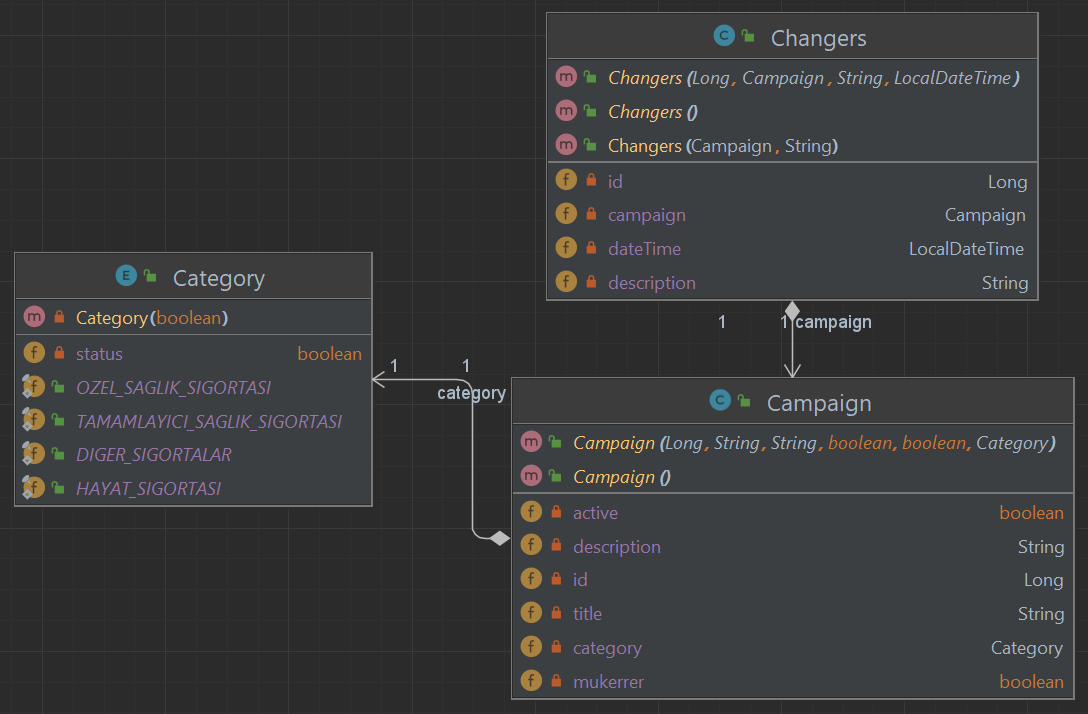 Changers
Changers (Long, Campaign, String, LocalDateTime)
Changers ()
Changers (Campaign, String)
id Long
campaign Campaign
dateTime LocalDateTime
description String
1 1 campaign
Category
Category(boolean)
status boolean
OZEL_SAGLIK_SIGORTASI
TAMAMLAYICI_SAGLIK_SIGORTASI
DIGER_SIGORTALAR
HAYAT_SIGORTASI
1 1
category
Campaign
Campaign (Long, String, String, boolean, boolean, Category)
Campaign ()
active boolean
description String
id Long
title String
category Category
mukerrer boolean